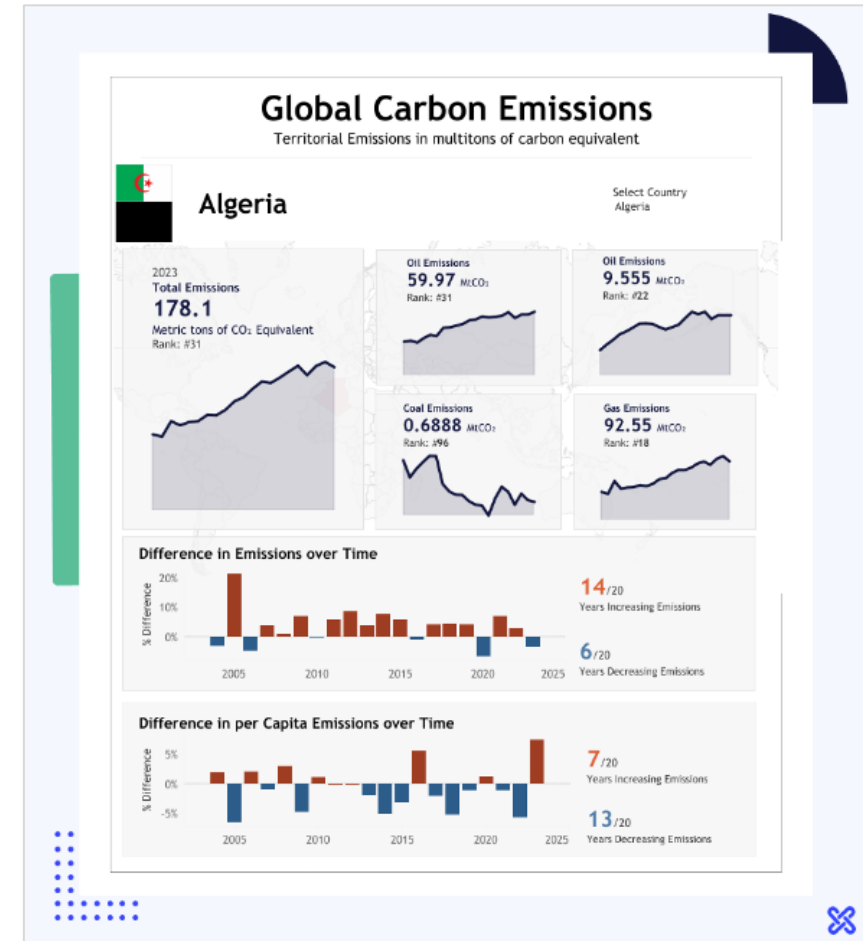 Global Carbon Emissions
Territorial Emissions in multitons of carbon equivalent
Algeria
Select Country
Algeria
2023
Total Emissions
178.1
Metric tons of CO₂ Equivalent
Rank: #31
Oil Emissions
59.97 MtCO₂
Rank: #31
Oil Emissions
9.555 MtCO₂
Rank: #22
Coal Emissions
0.6888 MtCO₂
Rank: #96
Gas Emissions
92.55 MtCO₂
Rank: #18
Difference in Emissions over Time
% Difference
20%
10%
0%
2005 2010 2015 2020 2025
14/20
Years Increasing Emissions
6/20
Years Decreasing Emissions
Difference in per Capita Emissions over Time
% Difference
5%
0%
-5%
2005 2010 2015 2020 2025
7/20
Years Increasing Emissions
13/20
Years Decreasing Emissions